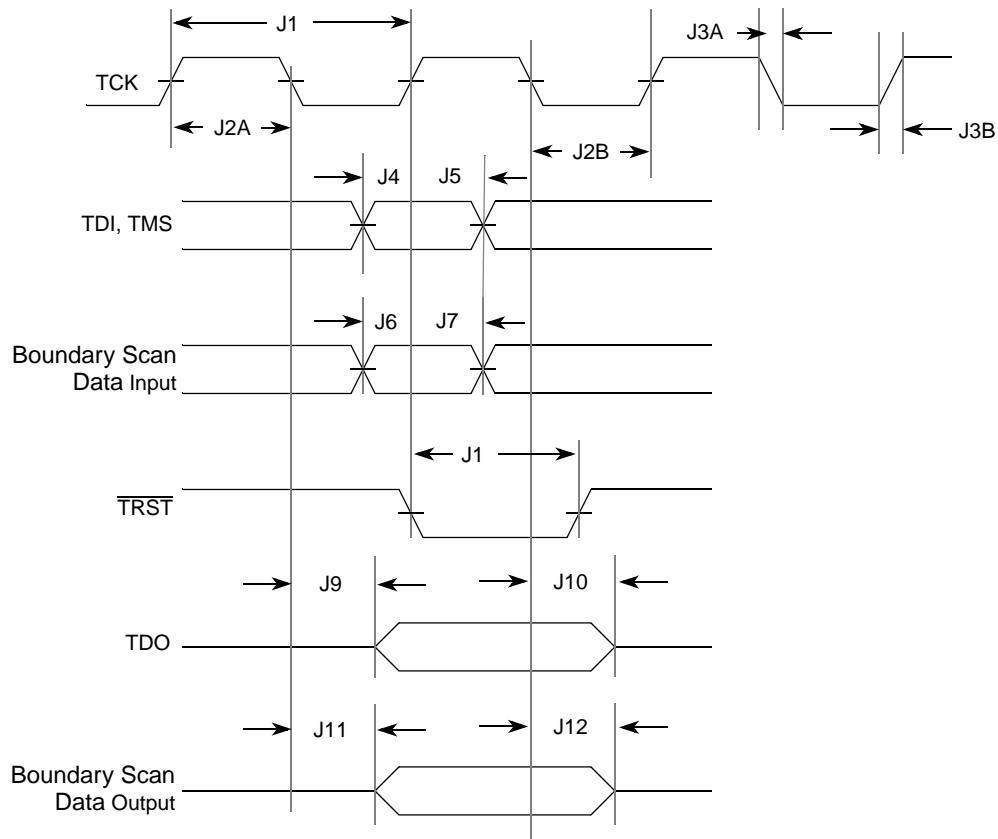 J1
J3A
TCK
J2A
J2B
J3B
J4
J5
TDI, TMS
J6
J7
Boundary Scan
Data Input
J1
TRST
J9
J10
TDO
J11
J12
Boundary Scan
Data Output